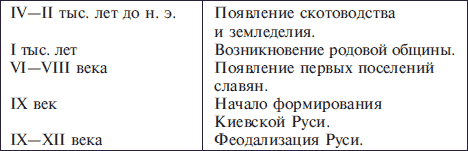 IV—II тыс. лет до н. э. Появление скотоводства
и земледелия.
I тыс. лет Возникновение родовой общины.
VI—VIII века Появление первых поселений
славян.
IX век Начало формирования
Киевской Руси.
IX—XII века Феодализация Руси.